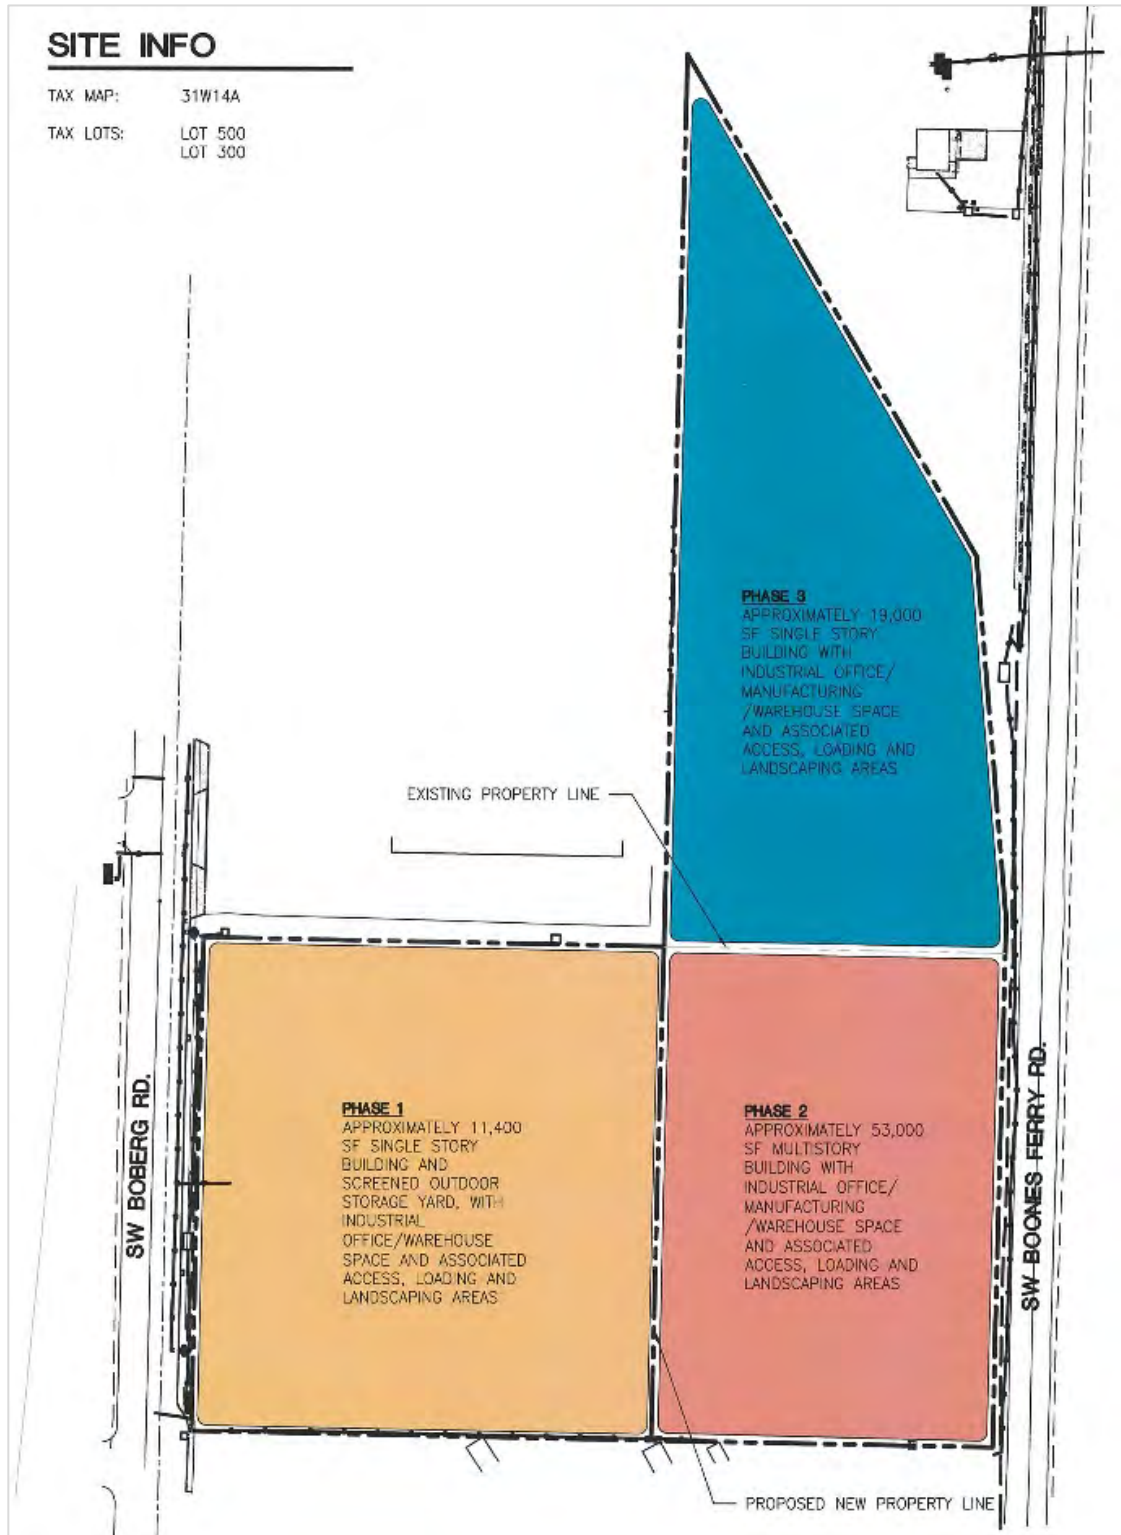 SITE INFO
TAX MAP: 31W14A
TAX LOTS: LOT 500
LOT 300
PHASE 3
APPROXIMATELY 19,000
SF SINGLE STORY
BUILDING WITH
INDUSTRIAL OFFICE/
MANUFACTURING
/WAREHOUSE SPACE
AND ASSOCIATED
ACCESS, LOADING AND
LANDSCAPING AREAS
EXISTING PROPERTY LINE
SW BOBERG RD.
PHASE 1
APPROXIMATELY 11,400
SF SINGLE STORY
BUILDING AND
SCREENED OUTDOOR
STORAGE YARD, WITH
INDUSTRIAL
OFFICE/WAREHOUSE
SPACE AND ASSOCIATED
ACCESS, LOADING AND
LANDSCAPING AREAS
PHASE 2
APPROXIMATELY 53,000
SF MULTISTORY
BUILDING WITH
INDUSTRIAL OFFICE/
MANUFACTURING
/WAREHOUSE SPACE
AND ASSOCIATED
ACCESS, LOADING AND
LANDSCAPING AREAS
SW BOONES FERRY RD.
PROPOSED NEW PROPERTY LINE